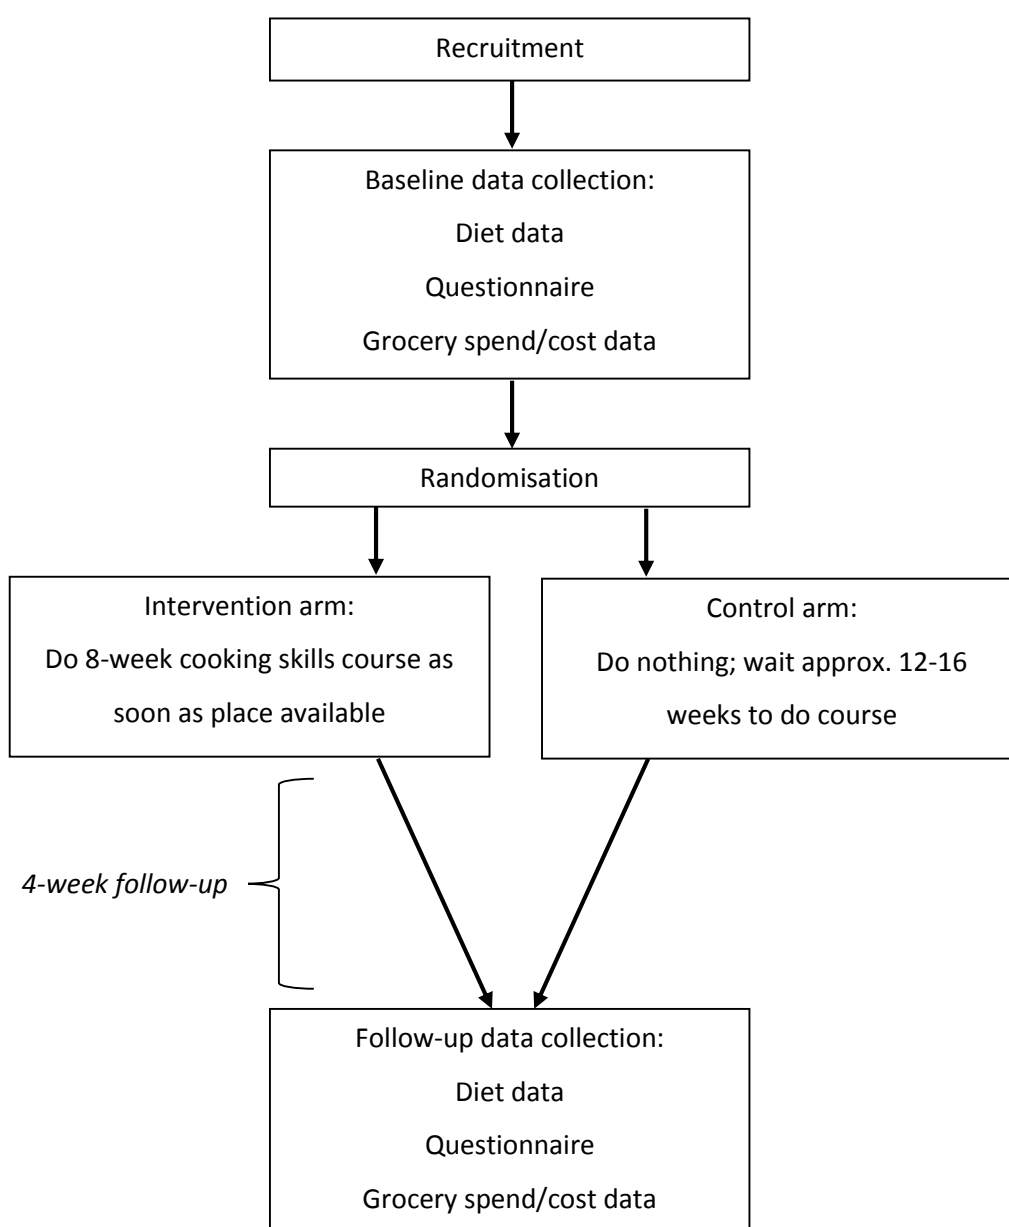 Recruitment
Baseline data collection:
Diet data
Questionnaire
Grocery spend/cost data
Randomisation
Intervention arm:
Do 8-week cooking skills course as
soon as place available
Control arm:
Do nothing; wait approx. 12-16
weeks to do course
4-week follow-up
Follow-up data collection:
Diet data
Questionnaire
Grocery spend/cost data